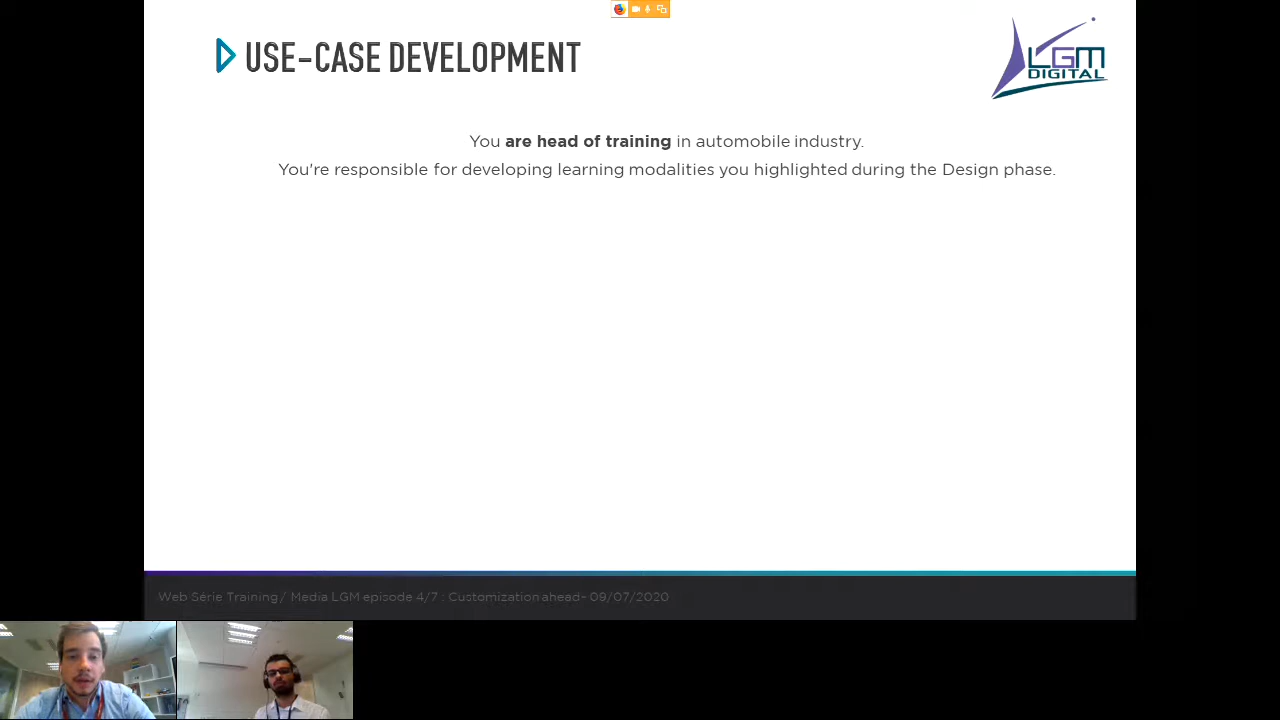 USE-CASE DEVELOPMENT
LGM
DIGITAL
You are head of training in automobile industry.
You're responsible for developing learning modalities you highlighted during the Design phase.
Web Série Training / Media LGM episode 4/7 : Customization ahead- 09/07/2020